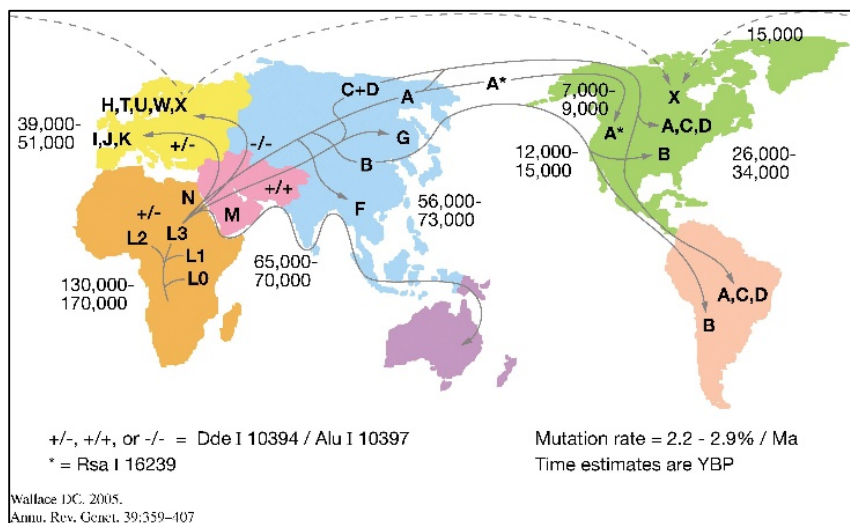 15,000
C+D
A
A*
H,T,U,W,X
7,000-
9,000
X
39,000-
51,000
I,J,K
+/-
-/-
G
A*
A,C,D
B
12,000-
15,000
B
26,000-
34,000
N
+/+
M
F
56,000-
73,000
+/-
L2
L3
L1
L0
65,000-
70,000
130,000-
170,000
A,C,D
B
+/-, +/+, or -/- = Dde I 10394 / Alu I 10397
* = Rsa I 16239
Mutation rate = 2.2 - 2.9% / Ma
Time estimates are YBP
Wallace DC. 2005.
Annu. Rev. Genet. 39:359–407